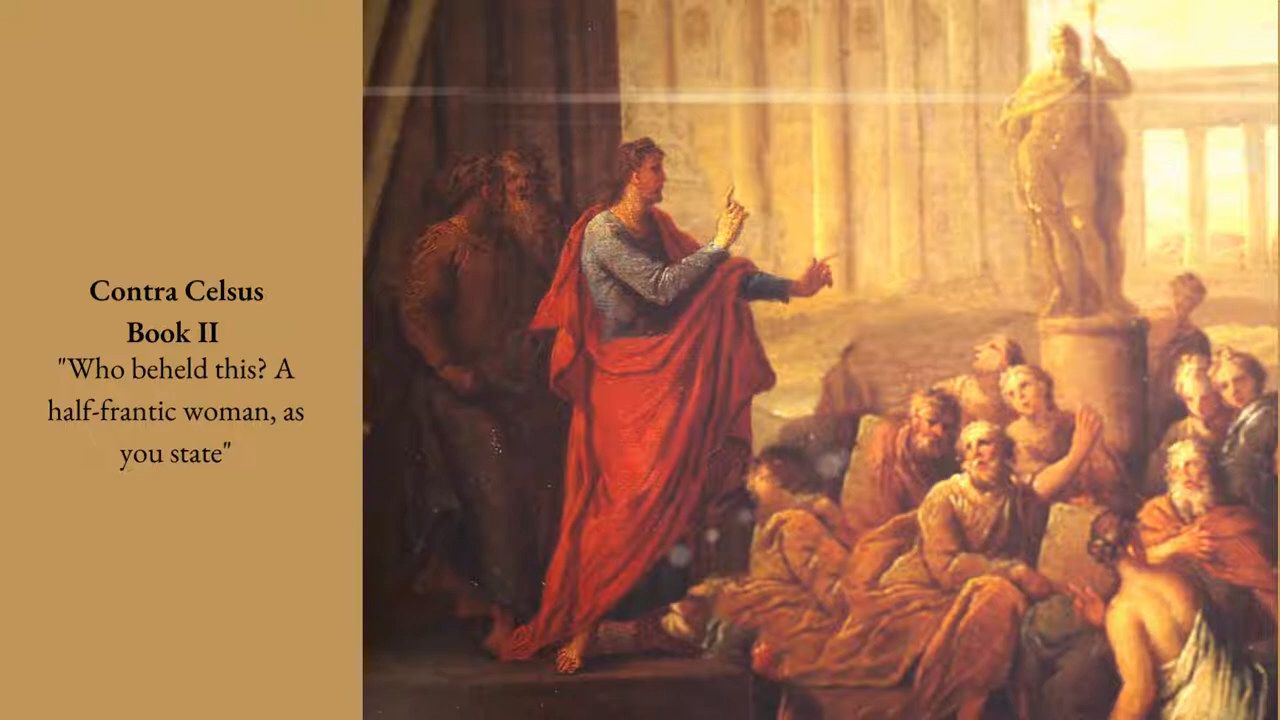 Contra Celsus
Book II
"Who beheld this? A
half-frantic woman, as
you state"